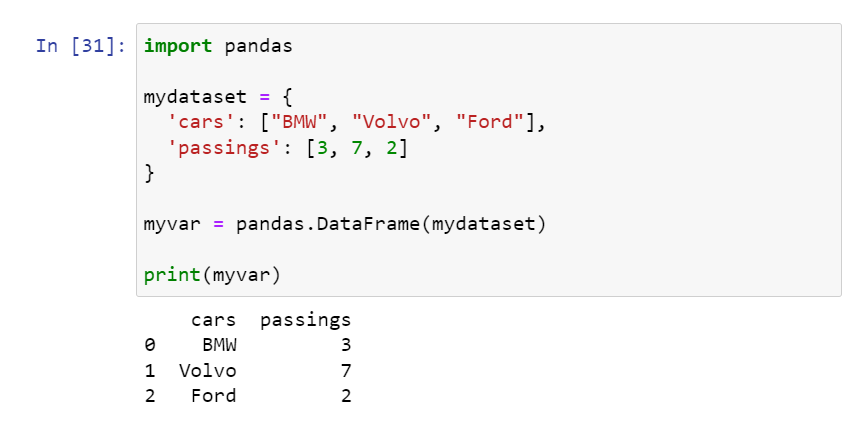 In [31]: import pandas
mydataset = {
  'cars': ["BMW", "Volvo", "Ford"],
  'passings': [3, 7, 2]
}
myvar = pandas.DataFrame(mydataset)
print(myvar)
    cars  passings
0    BMW         3
1  Volvo         7
2   Ford         2